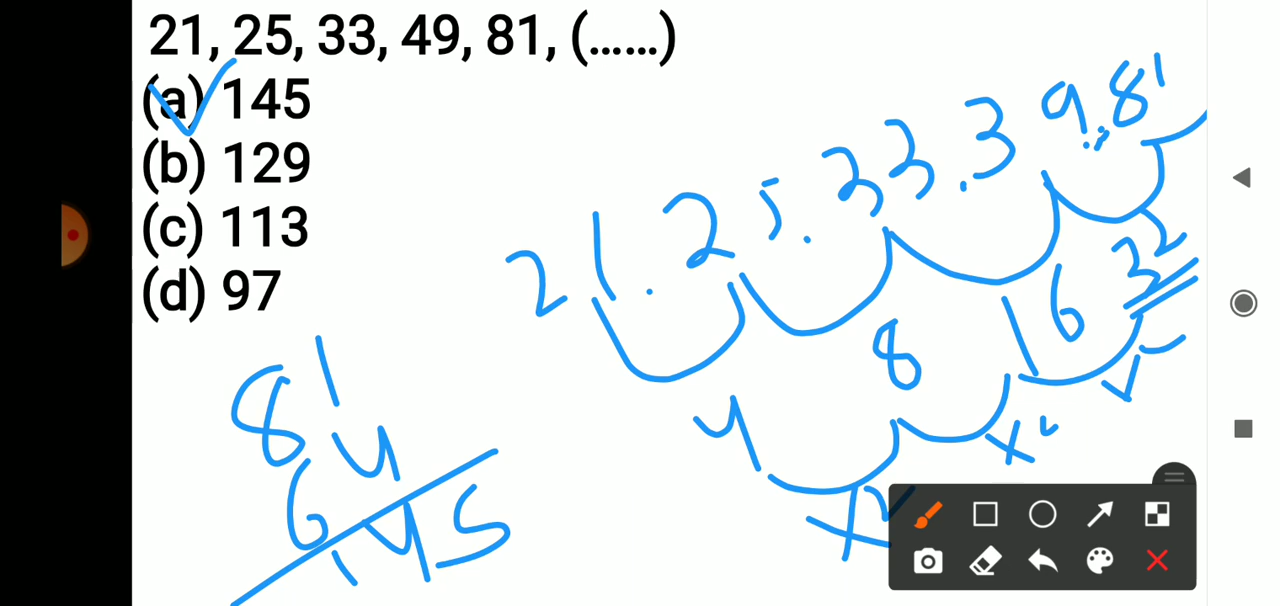 21, 25, 33, 49, 81, (......)
(a) 145
(b) 129
(c) 113
(d) 97
21. 25. 33. 39.,81
4 8 16 32
81
64
145